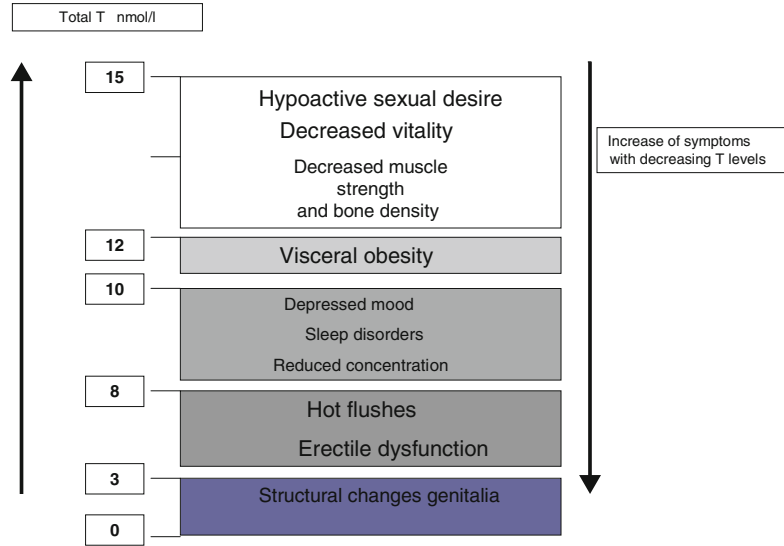 Total T nmol/l
15
Hypoactive sexual desire
Decreased vitality
Decreased muscle
strength
and bone density
Increase of symptoms
with decreasing T levels
12
Visceral obesity
10
Depressed mood
Sleep disorders
Reduced concentration
8
Hot flushes
Erectile dysfunction
3
Structural changes genitalia
0